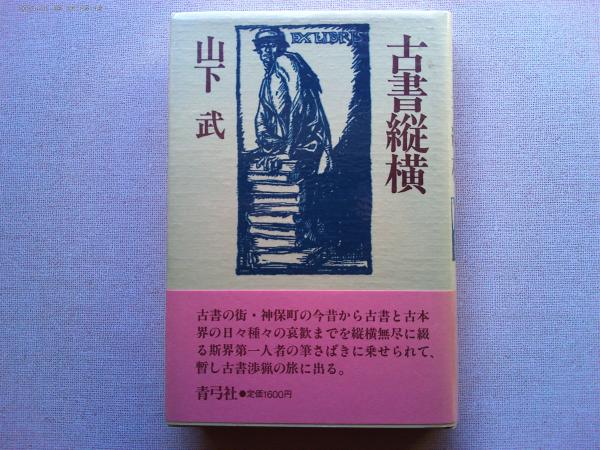 古書縦横
山下 武
EX LIBRIS
古書の街・神保町の今昔から古書と古本
界の日々種々の哀歓までを縦横無尽に綴
る斯界第一人者の筆さばきに乗せられて、
暫し古書渉猟の旅に出る。
青弓社●定価1600円